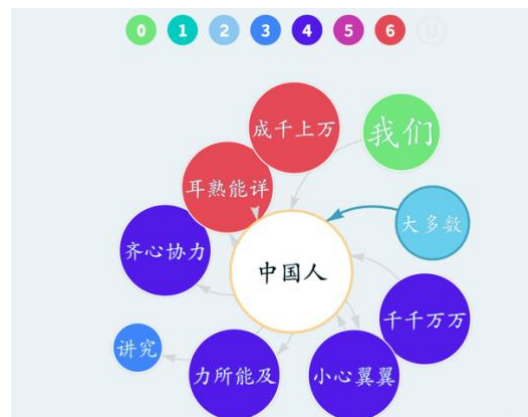 0 1 2 3 4 5 6
成千上万
我们
耳熟能详
大多数
齐心协力
中国人
千千万万
讲究
力所能及
小心翼翼